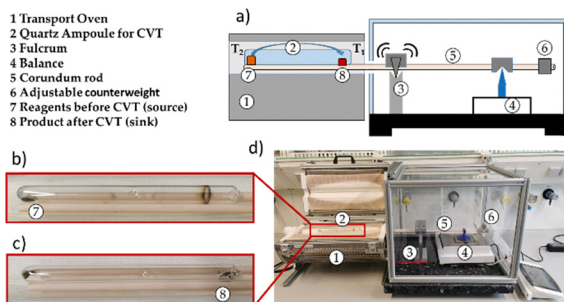 1 Transport Oven
2 Quartz Ampoule for CVT
3 Fulcrum
4 Balance
5 Corundum rod
6 Adjustable counterweight
7 Reagents before CVT (source)
8 Product after CVT (sink)
a)
T2
T1
2
7
8
1
5
6
3
4
b)
7
c)
8
d)
2
1
5
6
3
4